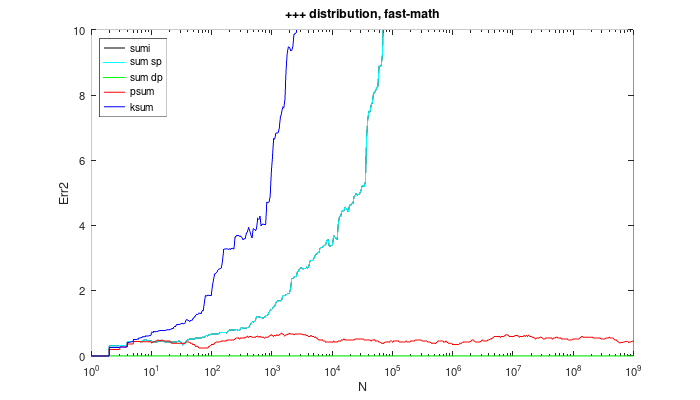 +++ distribution, fast-math
10
8
6
4
2
0
Err2
sumi
sum sp
sum dp
psum
ksum
10^0 10^1 10^2 10^3 10^4 10^5 10^6 10^7 10^8 10^9
N